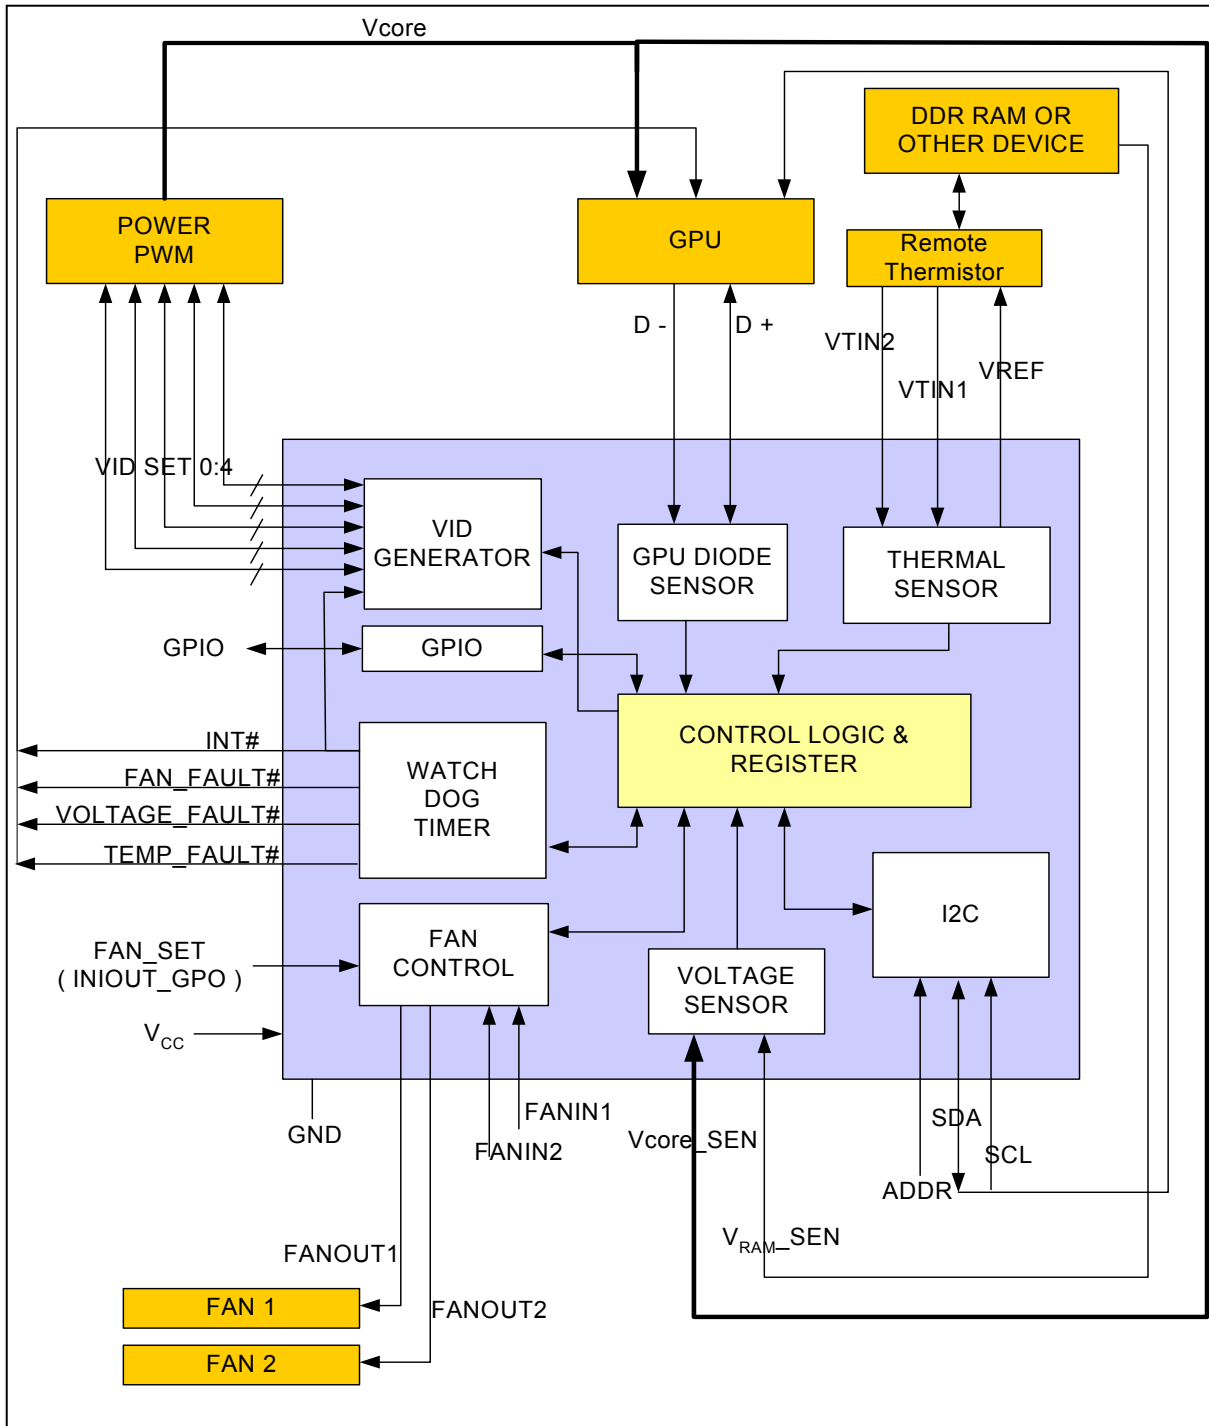 Vcore
DDR RAM OR
OTHER DEVICE
POWER
PWM
GPU
Remote
Thermistor
D -
D +
VTIN2
VTIN1
VREF
VID SET 0:4
VID
GENERATOR
GPU DIODE
SENSOR
THERMAL
SENSOR
GPIO
GPIO
CONTROL LOGIC &
REGISTER
INT#
FAN_FAULT#
VOLTAGE_FAULT#
TEMP_FAULT#
WATCH
DOG
TIMER
I2C
FAN_SET
( INIOUT_GPO )
FAN
CONTROL
VOLTAGE
SENSOR
VCC
GND
FANIN1
FANIN2
Vcore_SEN
SDA
SCL
ADDR
VRAM_SEN
FANOUT1
FANOUT2
FAN 1
FAN 2